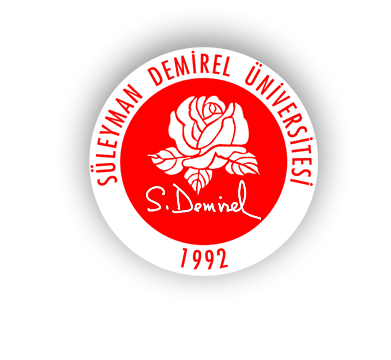 SÜLEYMAN DEMİREL ÜNİVERSİTESİ
S. Demirel
1992